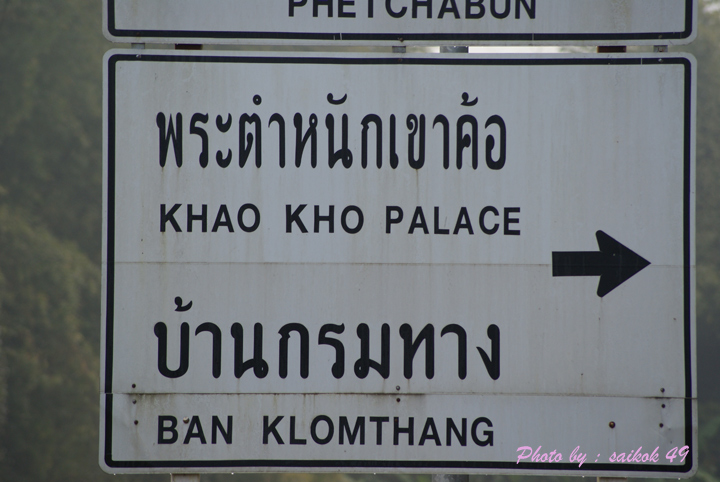 PHETCHABUN
พระตำหนักเขาค้อ
KHAO KHO PALACE
บ้านกรมทาง
BAN KLOMTHANG
Photo by : saikok 49